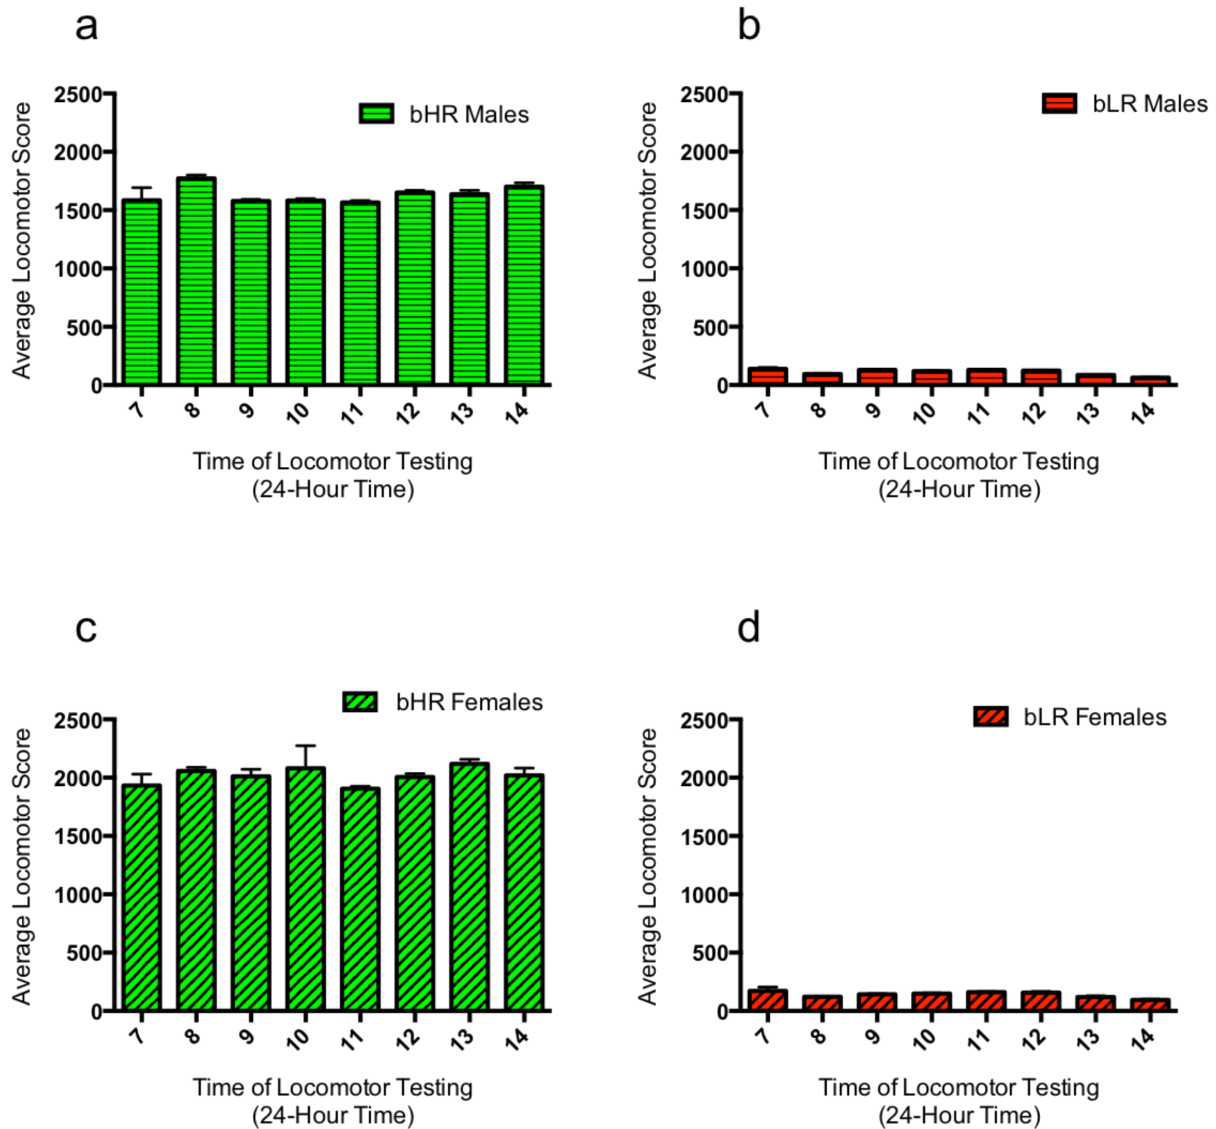 a
bHR Males
Average Locomotor Score
2500
2000
1500
1000
500
0
7 8 9 10 11 12 13 14
Time of Locomotor Testing
(24-Hour Time)
b
bLR Males
Average Locomotor Score
2500
2000
1500
1000
500
0
7 8 9 10 11 12 13 14
Time of Locomotor Testing
(24-Hour Time)
c
bHR Females
Average Locomotor Score
2500
2000
1500
1000
500
0
7 8 9 10 11 12 13 14
Time of Locomotor Testing
(24-Hour Time)
d
bLR Females
Average Locomotor Score
2500
2000
1500
1000
500
0
7 8 9 10 11 12 13 14
Time of Locomotor Testing
(24-Hour Time)